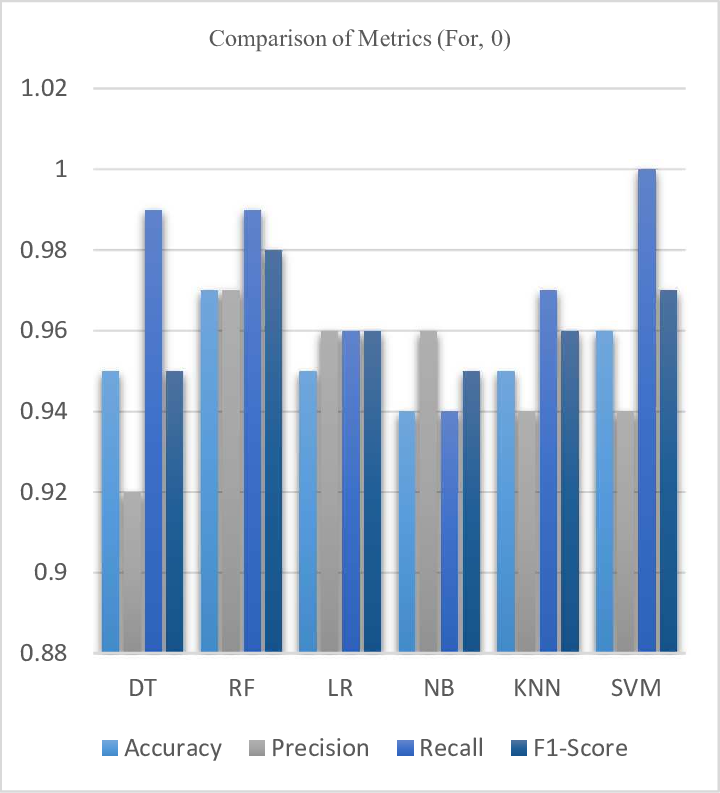 Comparison of Metrics (For, 0)
1.02
1
0.98
0.96
0.94
0.92
0.9
0.88
DT RF LR NB KNN SVM
Accuracy Precision Recall F1-Score